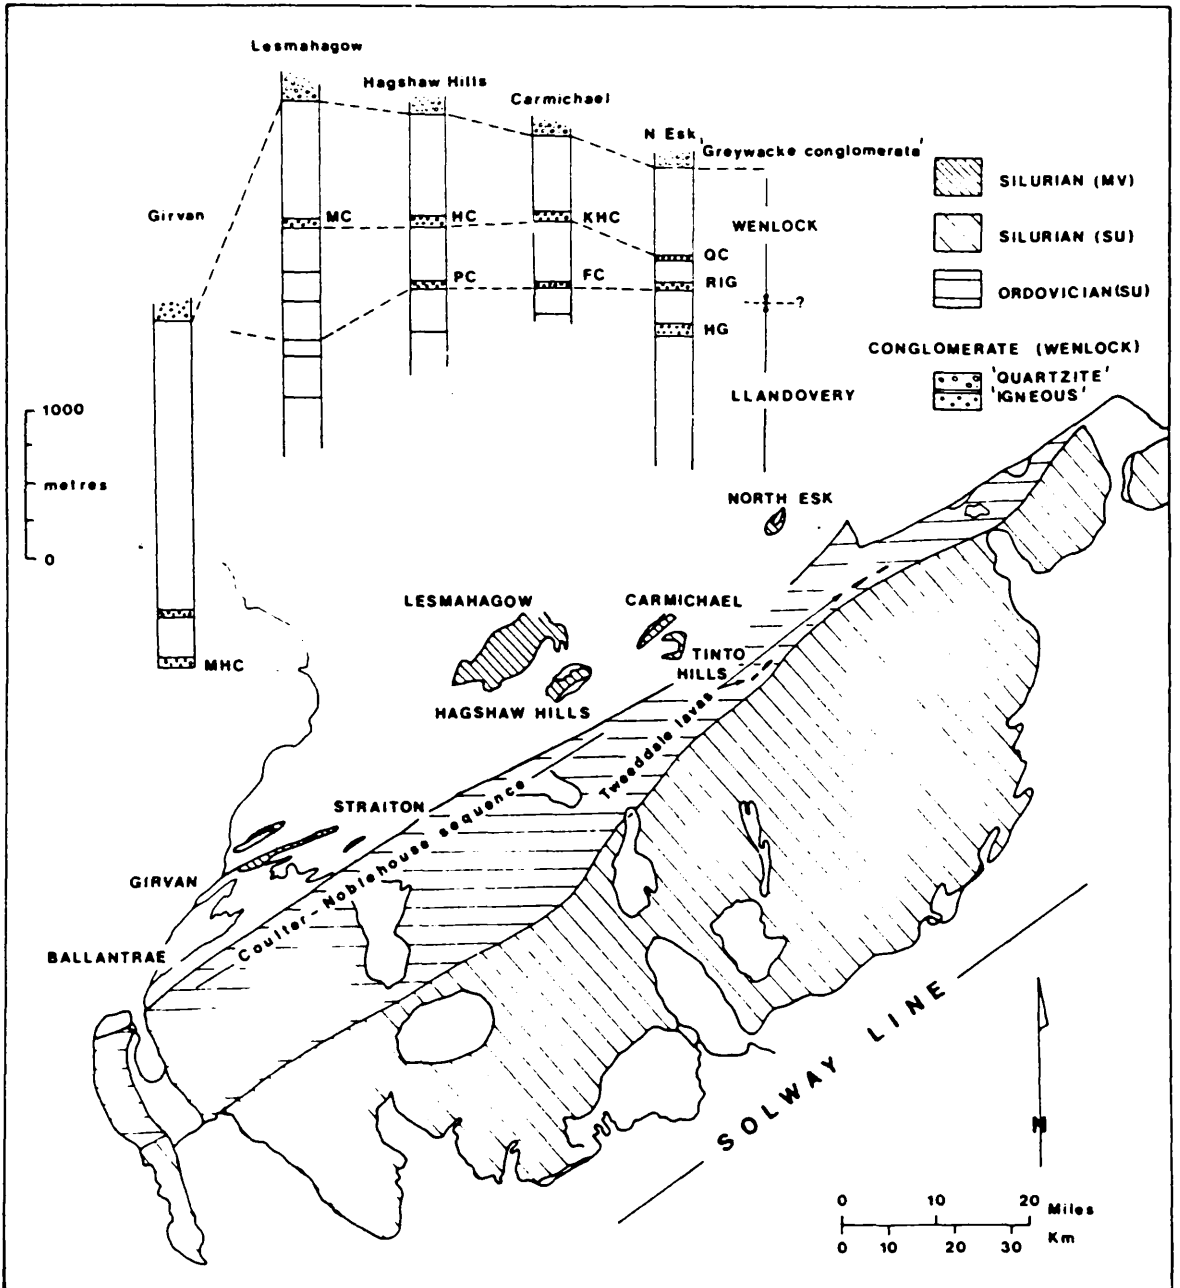 Lesmahagow
Hagshaw Hills
Carmichael
N Esk
'Greywacke conglomerate'
Girvan
MC
HC
KHC
QC
PC
FC
RIG
HG
MHC
WENLOCK
?
LLANDOVERY
SILURIAN (MV)
SILURIAN (SU)
ORDOVICIAN (SU)
CONGLOMERATE (WENLOCK)
'QUARTZITE'
'IGNEOUS'
1000
metres
0
NORTH ESK
LESMAHAGOW
CARMICHAEL
TINTO
HILLS
HAGSHAW HILLS
Tweeddale lavas
STRAITON
Coulter-Noblehouse sequence
GIRVAN
BALLANTRAE
SOLWAY LINE
N
0 10 20 Miles
0 10 20 30 Km